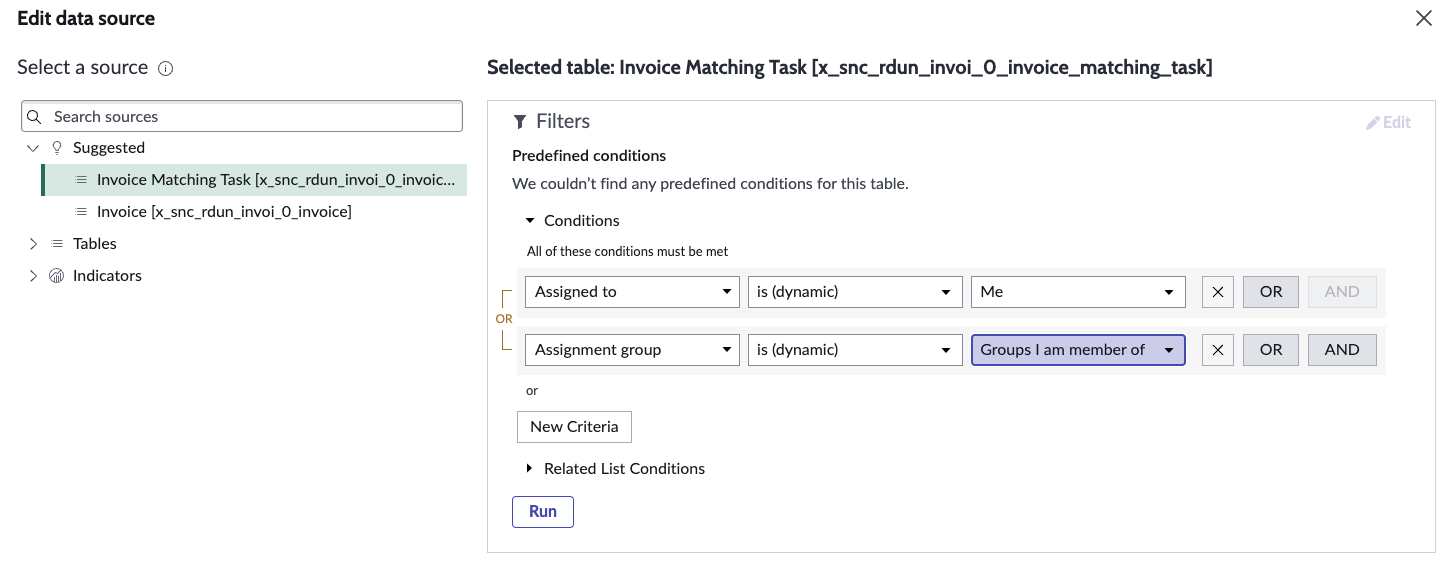 Edit data source
Select a source
Search sources
Suggested
Invoice Matching Task [x_snc_rdun_invoi_0_invoic...
Invoice [x_snc_rdun_invoi_0_invoice]
Tables
Indicators
Selected table: Invoice Matching Task [x_snc_rdun_invoi_0_invoice_matching_task]
Filters
Edit
Predefined conditions
We couldn't find any predefined conditions for this table.
Conditions
All of these conditions must be met
Assigned to is (dynamic) Me OR AND
OR
Assignment group is (dynamic) Groups I am member of OR AND
or
New Criteria
Related List Conditions
Run